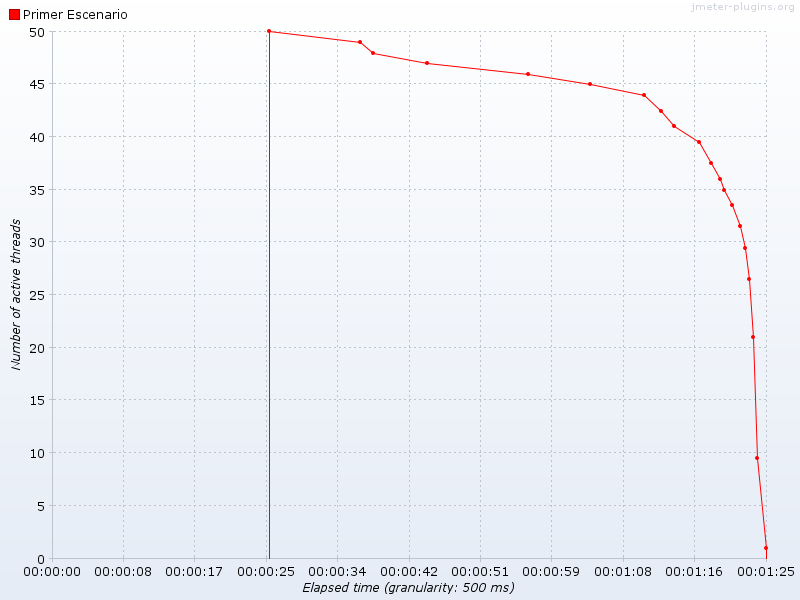 jmeter-plugins.org
Primer Escenario
50
45
40
35
30
25
20
15
10
5
0
Number of active threads
00:00:00 00:00:08 00:00:17 00:00:25 00:00:34 00:00:42 00:00:51 00:00:59 00:01:08 00:01:16 00:01:25
Elapsed time (granularity: 500 ms)